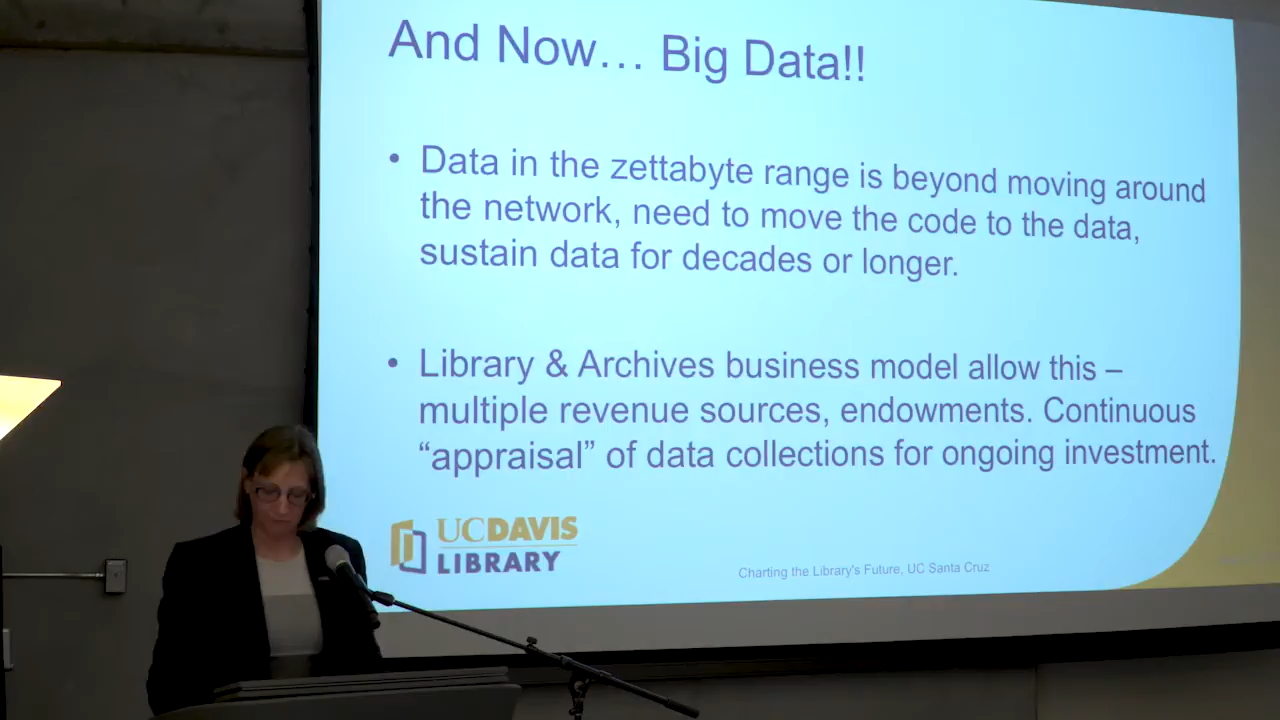 And Now… Big Data!!
• Data in the zettabyte range is beyond moving around
the network, need to move the code to the data,
sustain data for decades or longer.
• Library & Archives business model allow this –
multiple revenue sources, endowments. Continuous
“appraisal” of data collections for ongoing investment.
UCDAVIS
LIBRARY
Charting the Library's Future, UC Santa Cruz